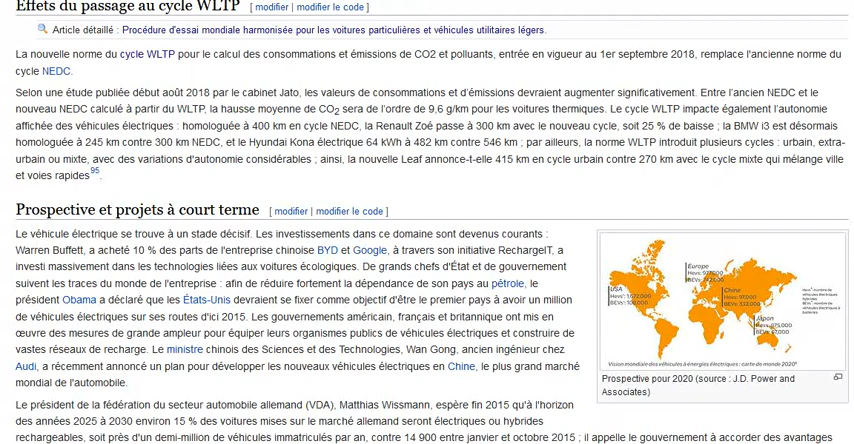 Effets du passage au cycle WLTP [ modifier | modifier le code ]
Article détaillé : Procédure d'essai mondiale harmonisée pour les voitures particulières et véhicules utilitaires légers.
La nouvelle norme du cycle WLTP pour le calcul des consommations et émissions de CO2 et polluants, entrée en vigueur au 1er septembre 2018, remplace l'ancienne norme du
cycle NEDC.
Selon une étude publiée début août 2018 par le cabinet Jato, les valeurs de consommations et d'émissions devraient augmenter significativement. Entre l'ancien NEDC et le
nouveau NEDC calculé à partir du WLTP, la hausse moyenne de CO2 sera de l'ordre de 9,6 g/km pour les voitures thermiques. Le cycle WLTP impacte également l'autonomie
affichée des véhicules électriques : homologuée à 400 km en cycle NEDC, la Renault Zoé passe à 300 km avec le nouveau cycle, soit 25 % de baisse ; la BMW i3 est désormais
homologuée à 245 km contre 300 km NEDC, et le Hyundai Kona électrique 64 kWh à 482 km contre 546 km ; par ailleurs, la norme WLTP introduit plusieurs cycles : urbain, extra-
urbain ou mixte, avec des variations d'autonomie considérables ; ainsi, la nouvelle Leaf annonce-t-elle 415 km en cycle urbain contre 270 km avec le cycle mixte qui mélange ville
et voies rapides95.
Prospective et projets à court terme [ modifier | modifier le code ]
Le véhicule électrique se trouve à un stade décisif. Les investissements dans ce domaine sont devenus courants :
Warren Buffett, a acheté 10 % des parts de l'entreprise chinoise BYD et Google, à travers son initiative RechargeIT, a
investi massivement dans les technologies liées aux voitures écologiques. De grands chefs d'État et de gouvernement
suivent les traces du monde de l'entreprise : afin de réduire fortement la dépendance de son pays au pétrole, le
président Obama a déclaré que les États-Unis devraient se fixer comme objectif d'être le premier pays à avoir un million
de véhicules électriques sur ses routes d'ici 2015. Les gouvernements américain, français et britannique ont mis en
œuvre des mesures de grande ampleur pour équiper leurs organismes publics de véhicules électriques et construire de
vastes réseaux de recharge. Le ministre chinois des Sciences et des Technologies, Wan Gong, ancien ingénieur chez
Audi, a récemment annoncé un plan pour développer les nouveaux véhicules électriques en Chine, le plus grand marché
mondial de l'automobile.
Europe
USA
Chine
Japon
Vision mondiale des véhicules à énergies électriques : carte de monde 2020
Prospective pour 2020 (source : J.D. Power and
Associates)
Le président de la fédération du secteur automobile allemand (VDA), Matthias Wissmann, espère fin 2015 qu'à l'horizon
des années 2025 à 2030 environ 15 % des voitures mises sur le marché allemand seront électriques ou hybrides
rechargeables, soit près d'un demi-million de véhicules immatriculés par an, contre 14 900 entre janvier et octobre 2015 ; il appelle le gouvernement à accorder des avantages